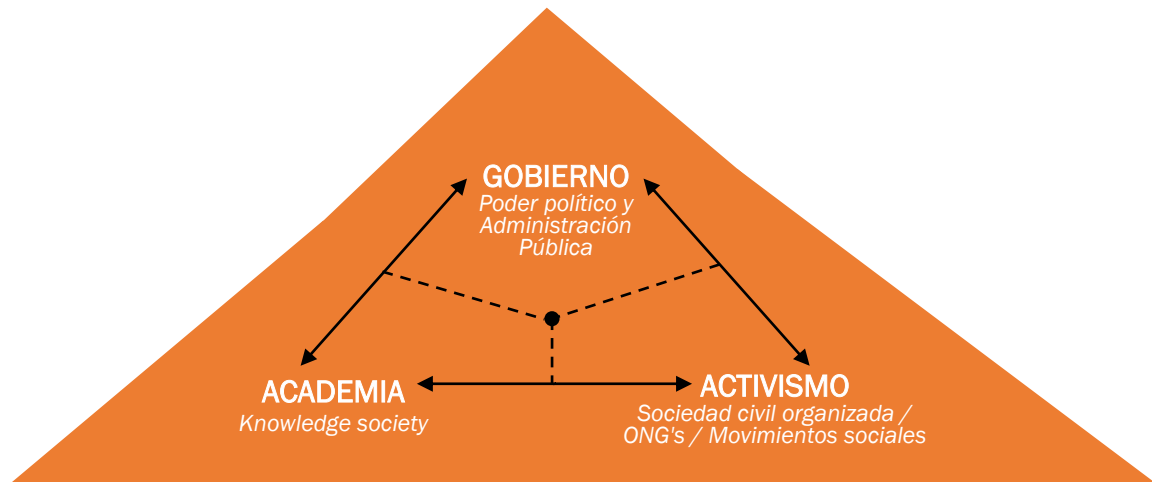 GOBIERNO
Poder político y
Administración
Pública
ACADEMIA
Knowledge society
ACTIVISMO
Sociedad civil organizada /
ONG's / Movimientos sociales